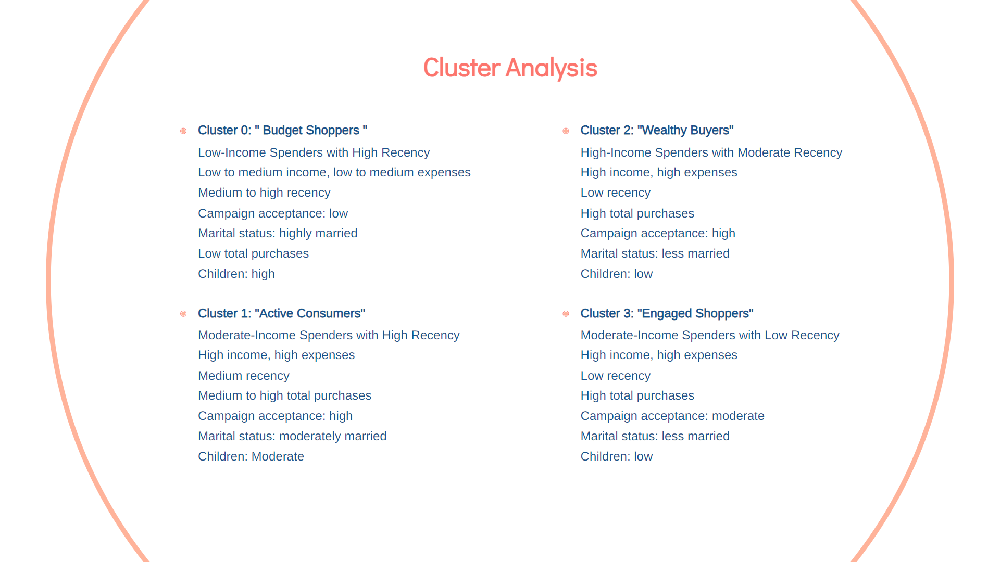 Cluster Analysis
Cluster 0: " Budget Shoppers "
Low-Income Spenders with High Recency
Low to medium income, low to medium expenses
Medium to high recency
Campaign acceptance: low
Marital status: highly married
Low total purchases
Children: high
Cluster 1: "Active Consumers"
Moderate-Income Spenders with High Recency
High income, high expenses
Medium recency
Medium to high total purchases
Campaign acceptance: high
Marital status: moderately married
Children: Moderate
Cluster 2: "Wealthy Buyers"
High-Income Spenders with Moderate Recency
High income, high expenses
Low recency
High total purchases
Campaign acceptance: high
Marital status: less married
Children: low
Cluster 3: "Engaged Shoppers"
Moderate-Income Spenders with Low Recency
High income, high expenses
Low recency
High total purchases
Campaign acceptance: moderate
Marital status: less married
Children: low